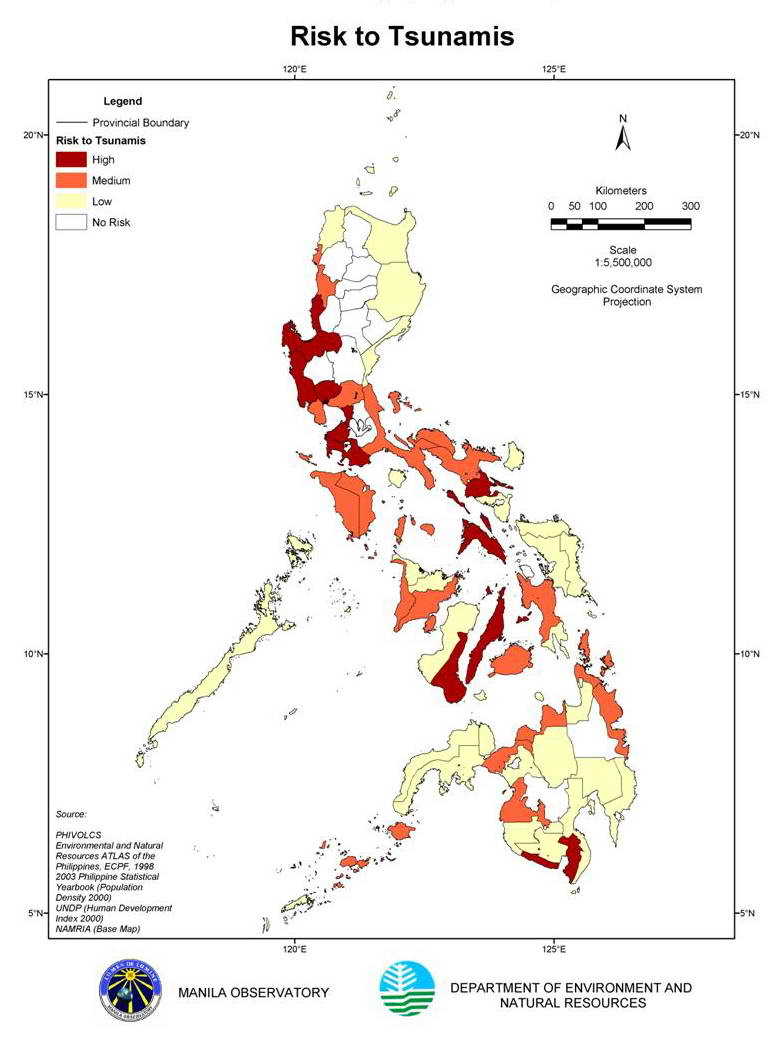 Risk to Tsunamis
120°E
125°E
20°N
20°N
15°N
15°N
10°N
10°N
5°N
5°N
120°E
125°E
Legend
Provincial Boundary
Risk to Tsunamis
High
Medium
Low
No Risk
N
Kilometers
0 50 100 200 300
Scale
1:5,500,000
Geographic Coordinate System
Projection
Source:
PHIVOLCS
Environmental and Natural
Resources ATLAS of the
Philippines, ECPF, 1998
2003 Philippine Statistical
Yearbook (Population
Density 2000)
UNDP (Human Development
Index 2000)
NAMRIA (Base Map)
MANILA OBSERVATORY
MANILA OBSERVATORY
DEPARTMENT OF ENVIRONMENT AND
NATURAL RESOURCES